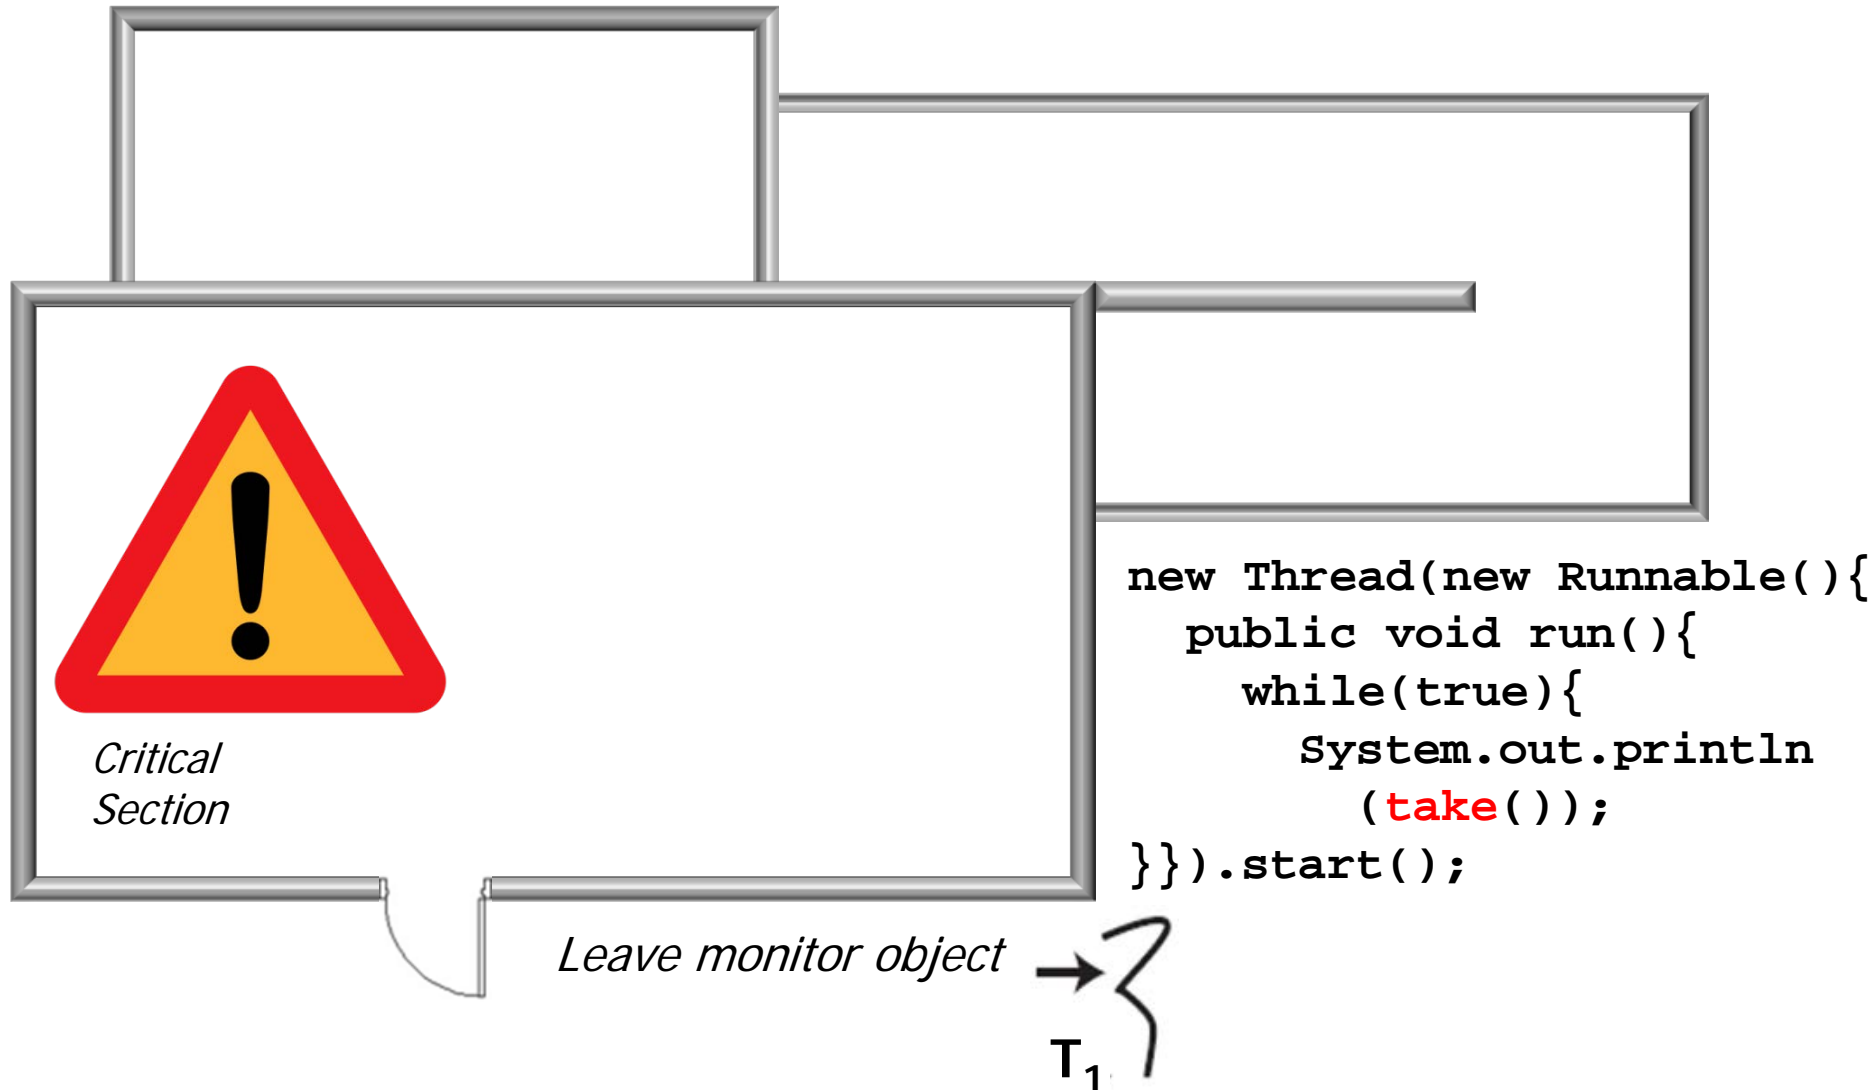 Critical
Section
new Thread(new Runnable(){
public void run(){
while(true){
System.out.println
(take());
}}).start();
Leave monitor object
T1